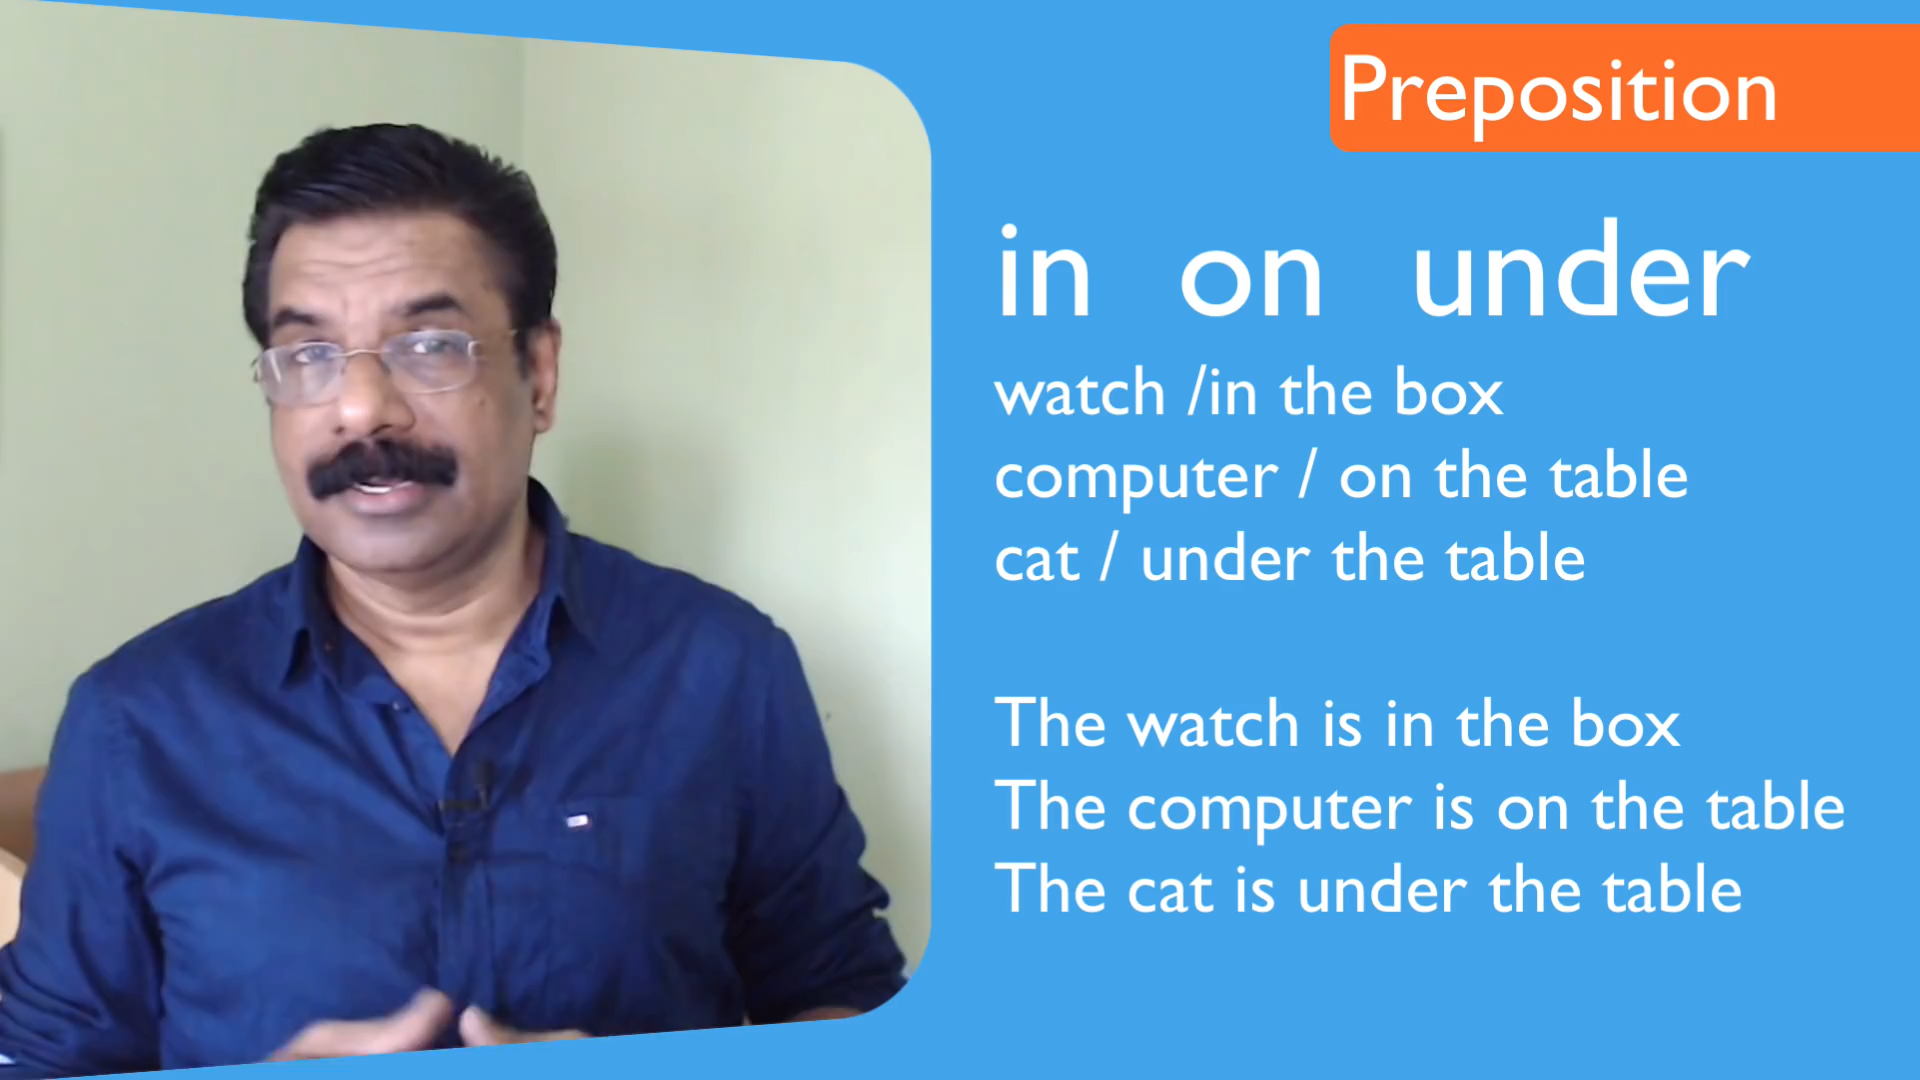 Preposition
in on under
watch /in the box
computer / on the table
cat / under the table
The watch is in the box
The computer is on the table
The cat is under the table